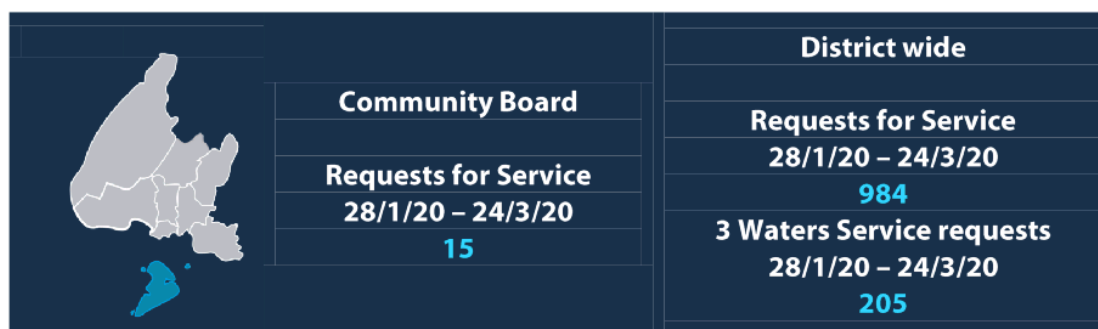 Community Board
Requests for Service
28/1/20 – 24/3/20
15
District wide
Requests for Service
28/1/20 – 24/3/20
984
3 Waters Service requests
28/1/20 – 24/3/20
205